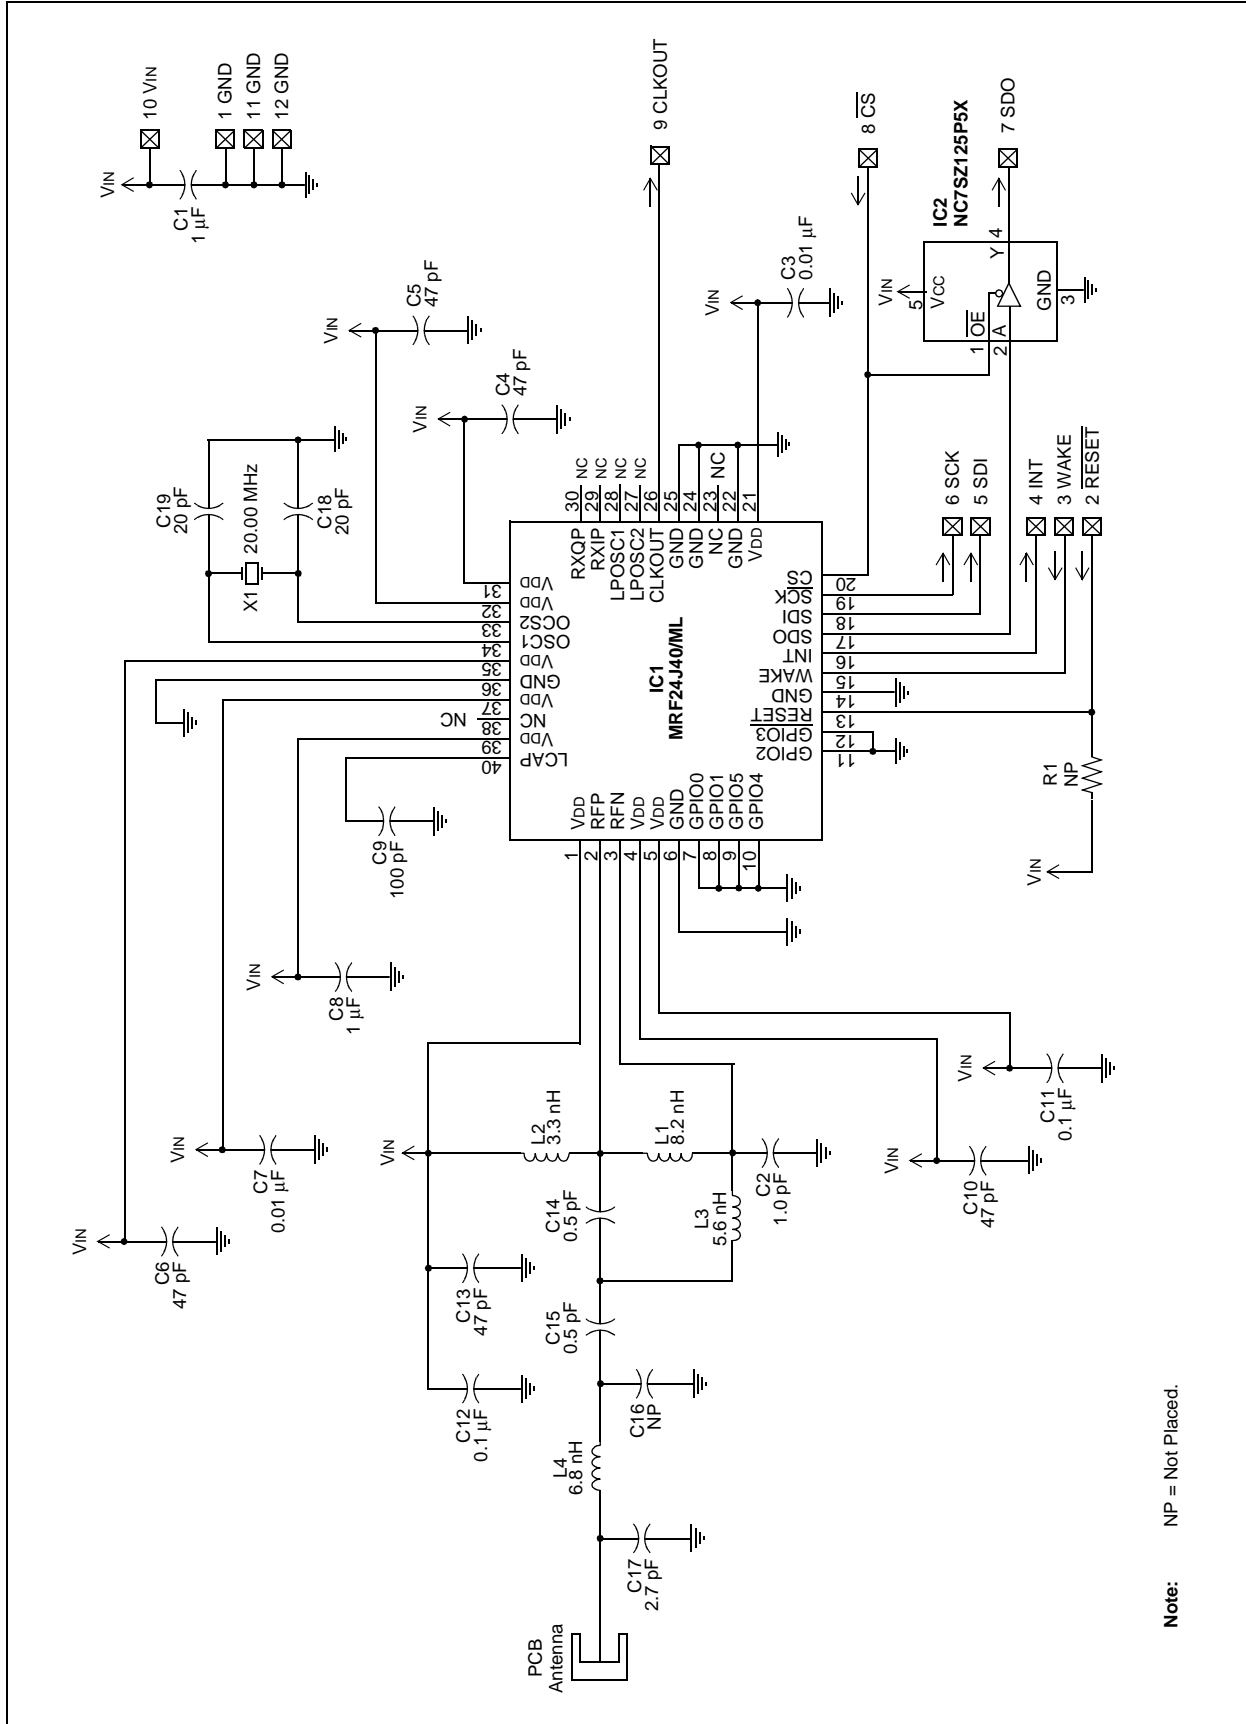 PCB
Antenna
C17
2.7 pF
L4
6.8 nH
C16
NP
C12
0.1 µF
C15
0.5 pF
C13
47 pF
C14
0.5 pF
L3
5.6 nH
L2
3.3 nH
L1
8.2 nH
C2
1.0 pF
VIN
C6
47 pF
VIN
C7
0.01 µF
VIN
C8
1 µF
VIN
C9
100 pF
VIN
C10
47 pF
VIN
C11
0.1 µF
IC1
MRF24J40/ML
1 VDD
2 RFP
3 RFN
4 VDD
5 VDD
6 GND
7 GPIO0
8 GPIO1
9 GPIO5
10 GPIO4
11 GPIO2
12 GPIO3
13 RESET
14 GND
15 WAKE
16 INT
17 SDO
18 SDI
19 SCK
20 CS
21 VDD
22 GND
23 NC
NC
24 GND
25 GND
26 CLKOUT
27 LPOSC2
NC
28 LPOSC1
NC
29 RXIP
NC
30 RXQP
NC
31 VDD
32 VDD
33 OCS2
34 OSC1
35 VDD
36 GND
37 VDD
38 NC
NC
39 VDD
40 LCAP
X1
20.00 MHz
C19
20 pF
C18
20 pF
VIN
C5
47 pF
VIN
C4
47 pF
VIN
C3
0.01 µF
VIN
C1
1 µF
10 VIN
1 GND
11 GND
12 GND
9 CLKOUT
8 CS
IC2
NC7SZ125P5X
VIN
5
VCC
1
OE
2
A
Y
4
GND
3
7 SDO
6 SCK
5 SDI
4 INT
3 WAKE
2 RESET
R1
NP
VIN
Note: NP = Not Placed.